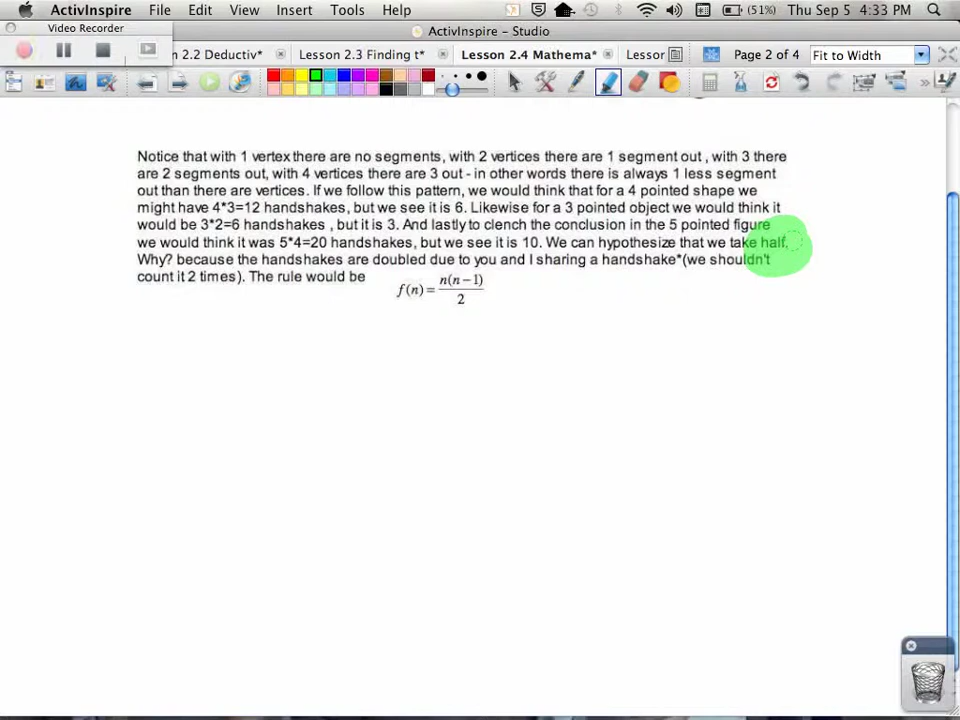 ActivInspire File Edit View Insert Format Tools Help (51%) Thu Sep 5 4:33 PM
Video Recorder
ActivInspire - Studio
n 2.2 Deductiv* Lesson 2.3 Finding t* Lesson 2.4 Mathema* Lessor Page 2 of 4 Fit to Width
Notice that with 1 vertex there are no segments, with 2 vertices there are 1 segment out , with 3 there
are 2 segments out, with 4 vertices there are 3 out - in other words there is always 1 less segment
out than there are vertices. If we follow this pattern, we would think that for a 4 pointed shape we
might have 4*3=12 handshakes, but we see it is 6. Likewise for a 3 pointed object we would think it
would be 3*2=6 handshakes , but it is 3. And lastly to clench the conclusion in the 5 pointed figure
we would think it was 5*4=20 handshakes, but we see it is 10. We can hypothesize that we take half,
Why? because the handshakes are doubled due to you and I sharing a handshake*(we shouldn't
count it 2 times). The rule would be
f(n) = n(n−1)
2